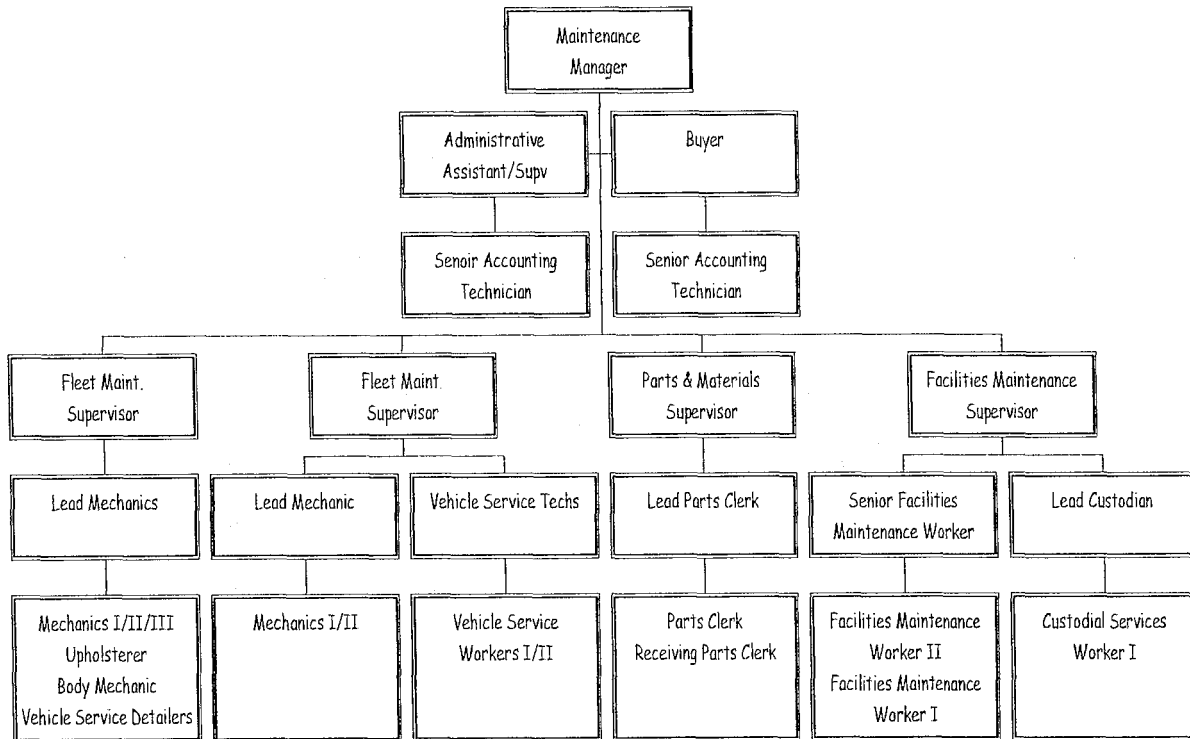 Maintenance
Manager
Administrative
Assistant/Supv
Buyer
Senoir Accounting
Technician
Senior Accounting
Technician
Fleet Maint.
Supervisor
Fleet Maint.
Supervisor
Parts & Materials
Supervisor
Facilities Maintenance
Supervisor
Lead Mechanics
Lead Mechanic
Vehicle Service Techs
Lead Parts Clerk
Senior Facilities
Maintenance Worker
Lead Custodian
Mechanics I/II/III
Upholsterer
Body Mechanic
Vehicle Service Detailers
Mechanics I/II
Vehicle Service
Workers I/II
Parts Clerk
Receiving Parts Clerk
Facilities Maintenance
Worker II
Facilities Maintenance
Worker I
Custodial Services
Worker I